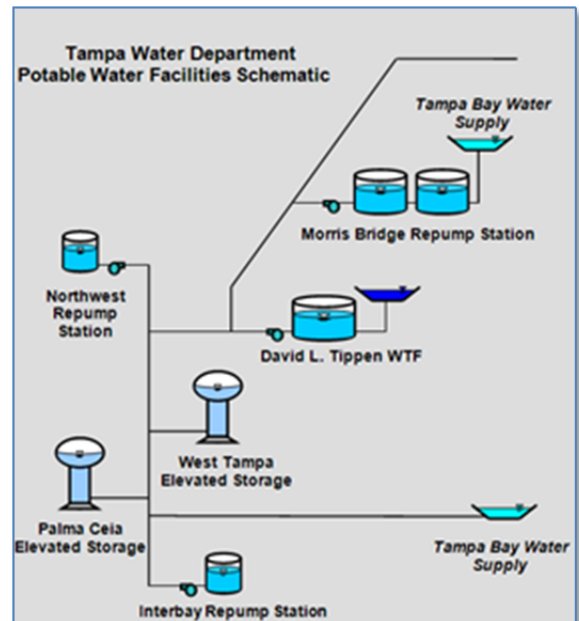 Tampa Water Department
Potable Water Facilities Schematic
Tampa Bay Water
Supply
Morris Bridge Repump Station
Northwest
Repump
Station
David L. Tippen WTF
West Tampa
Elevated Storage
Palma Ceia
Elevated Storage
Tampa Bay Water
Supply
Interbay Repump Station